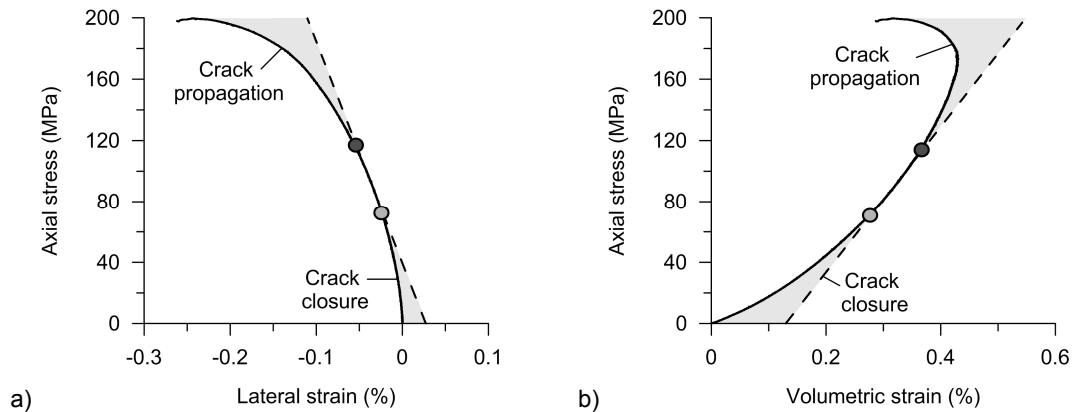 200
160
120
80
40
0
Axial stress (MPa)
Crack
propagation
Crack
closure
-0.3
-0.2
-0.1
0
0.1
Lateral strain (%)
a)
200
160
120
80
40
0
Axial stress (MPa)
Crack
propagation
Crack
closure
0
0.2
0.4
0.6
Volumetric strain (%)
b)